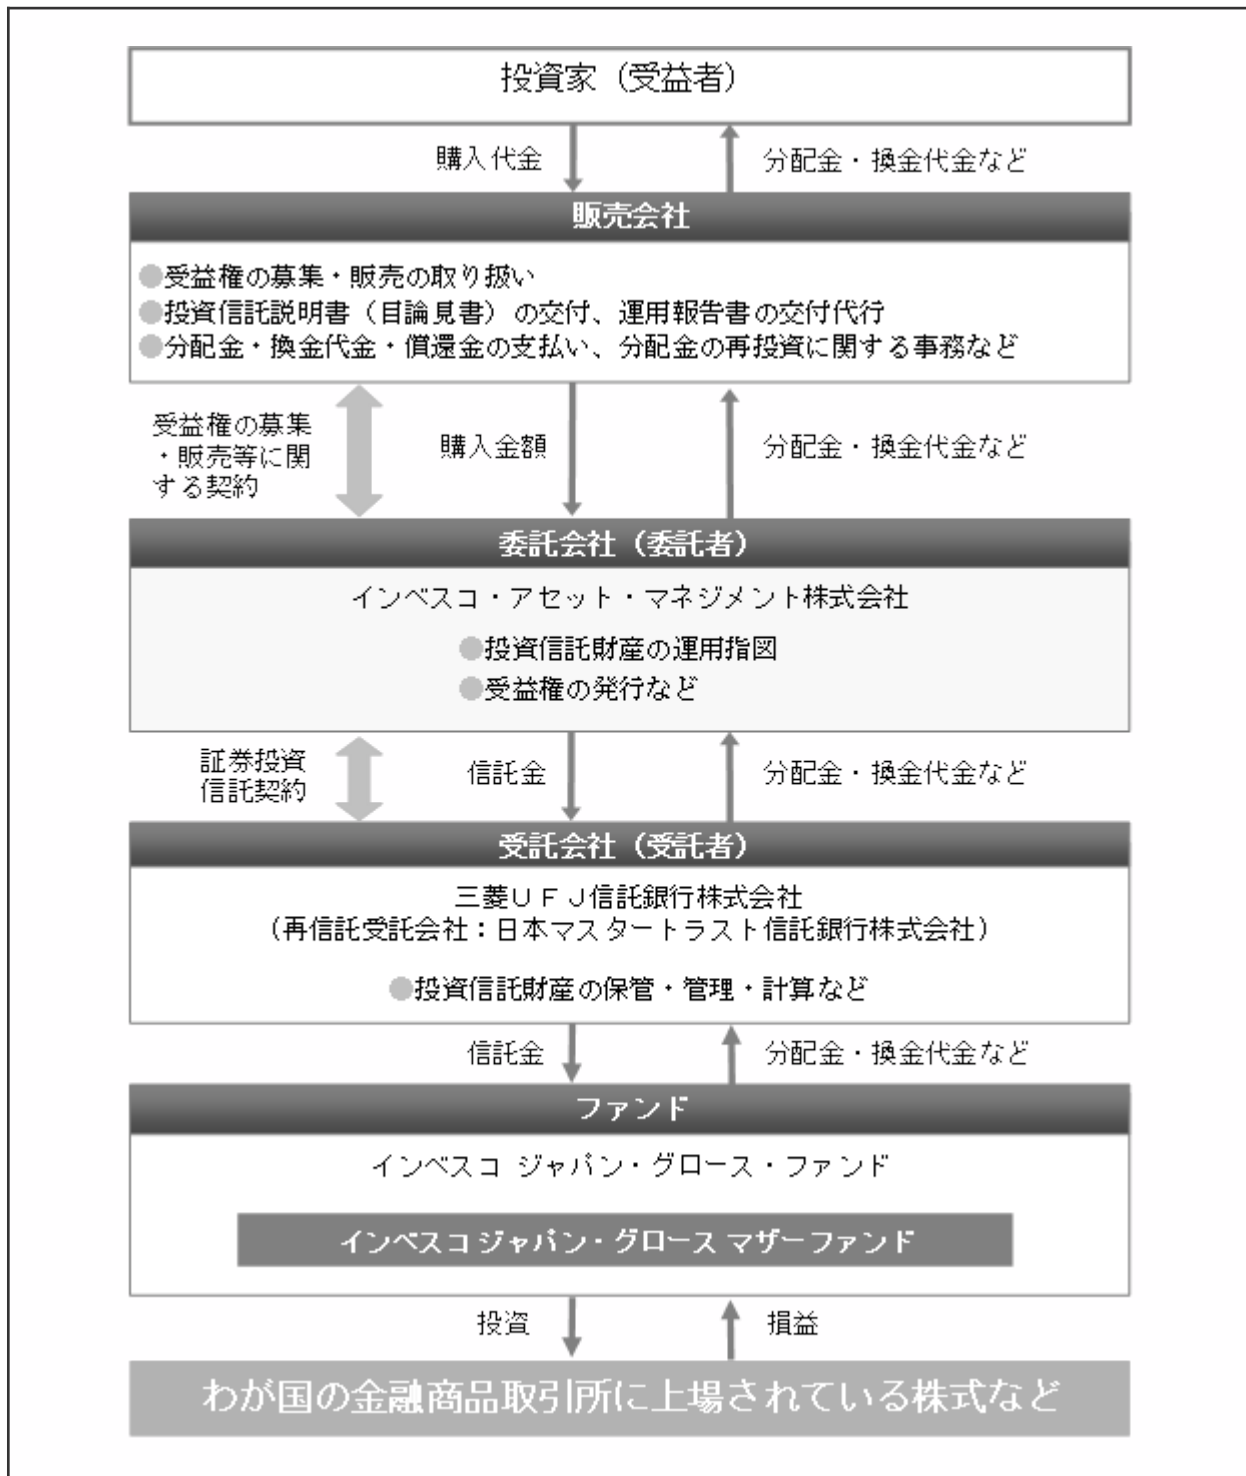 投資家（受益者）
購入代金
分配金・換金代金など
販売会社
●受益権の募集・販売の取り扱い
●投資信託説明書（目論見書）の交付、運用報告書の交付代行
●分配金・換金代金・償還金の支払い、分配金の再投資に関する事務など
受益権の募集
・販売等に関
する契約
購入金額
分配金・換金代金など
委託会社（委託者）
インベスコ・アセット・マネジメント株式会社
●投資信託財産の運用指図
●受益権の発行など
証券投資
信託契約
信託金
分配金・換金代金など
受託会社（受託者）
三菱ＵＦＪ信託銀行株式会社
（再信託受託会社：日本マスタートラスト信託銀行株式会社）
●投資信託財産の保管・管理・計算など
信託金
分配金・換金代金など
ファンド
インベスコ ジャパン・グロース・ファンド
インベスコ ジャパン・グロース マザーファンド
投資
損益
わが国の金融商品取引所に上場されている株式など